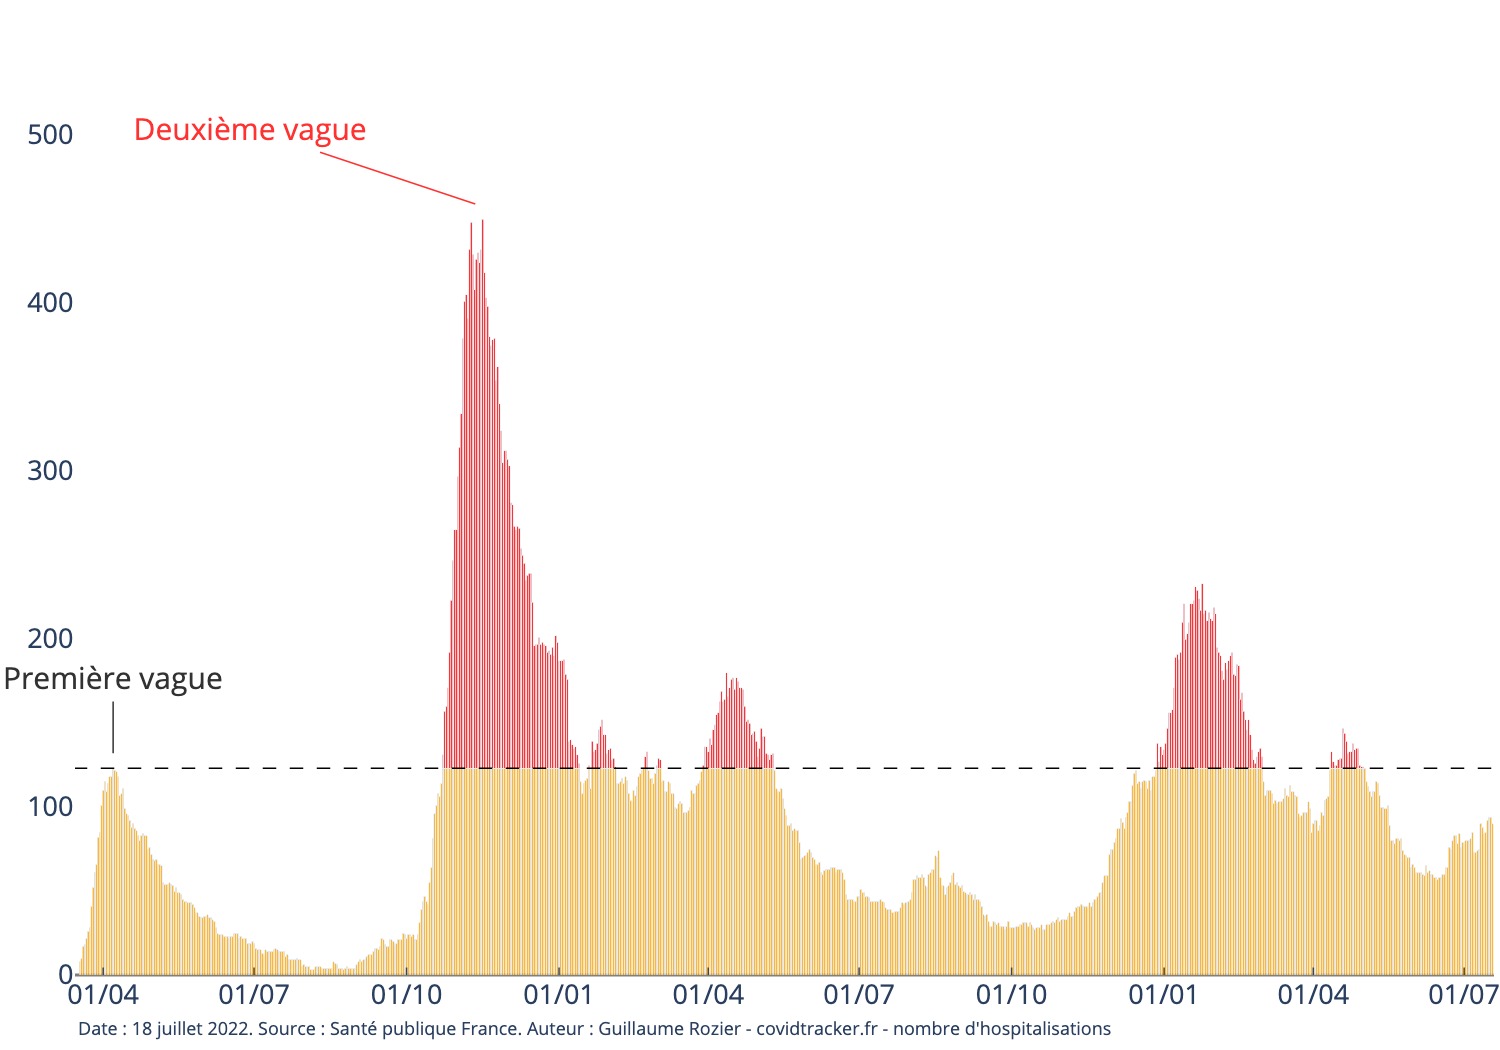 500
Deuxième vague
400
300
200
Première vague
100
0
01/04 01/07 01/10 01/01 01/04 01/07 01/10 01/01 01/04 01/07
Date : 18 juillet 2022. Source : Santé publique France. Auteur : Guillaume Rozier - covidtracker.fr - nombre d'hospitalisations